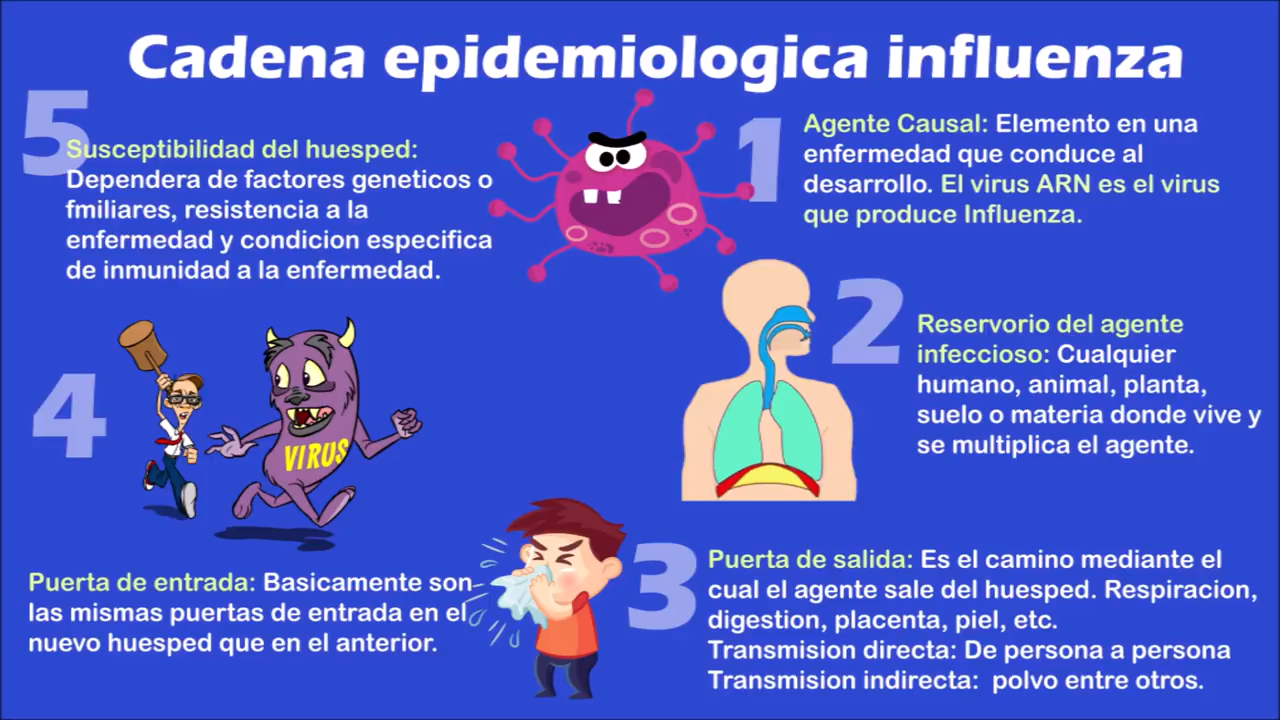 Cadena epidemiologica influenza
1
Agente Causal: Elemento en una
enfermedad que conduce al
desarrollo. El virus ARN es el virus
que produce Influenza.
2
Reservorio del agente
infeccioso: Cualquier
humano, animal, planta,
suelo o materia donde vive y
se multiplica el agente.
3
Puerta de salida: Es el camino mediante el
cual el agente sale del huesped. Respiracion,
digestion, placenta, piel, etc.
Transmision directa: De persona a persona
Transmision indirecta: polvo entre otros.
4
VIRUS
Puerta de entrada: Basicamente son
las mismas puertas de entrada en el
nuevo huesped que en el anterior.
5
Susceptibilidad del huesped:
Dependera de factores geneticos o
fmiliares, resistencia a la
enfermedad y condicion especifica
de inmunidad a la enfermedad.